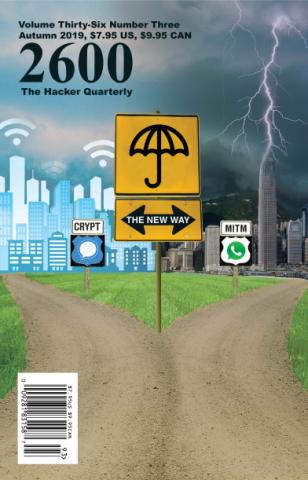 Volume Thirty-Six Number Three
Autumn 2019, $7.95 US, $9.95 CAN
2600
The Hacker Quarterly
THE NEW WAY
CRYPT
MITM
93>